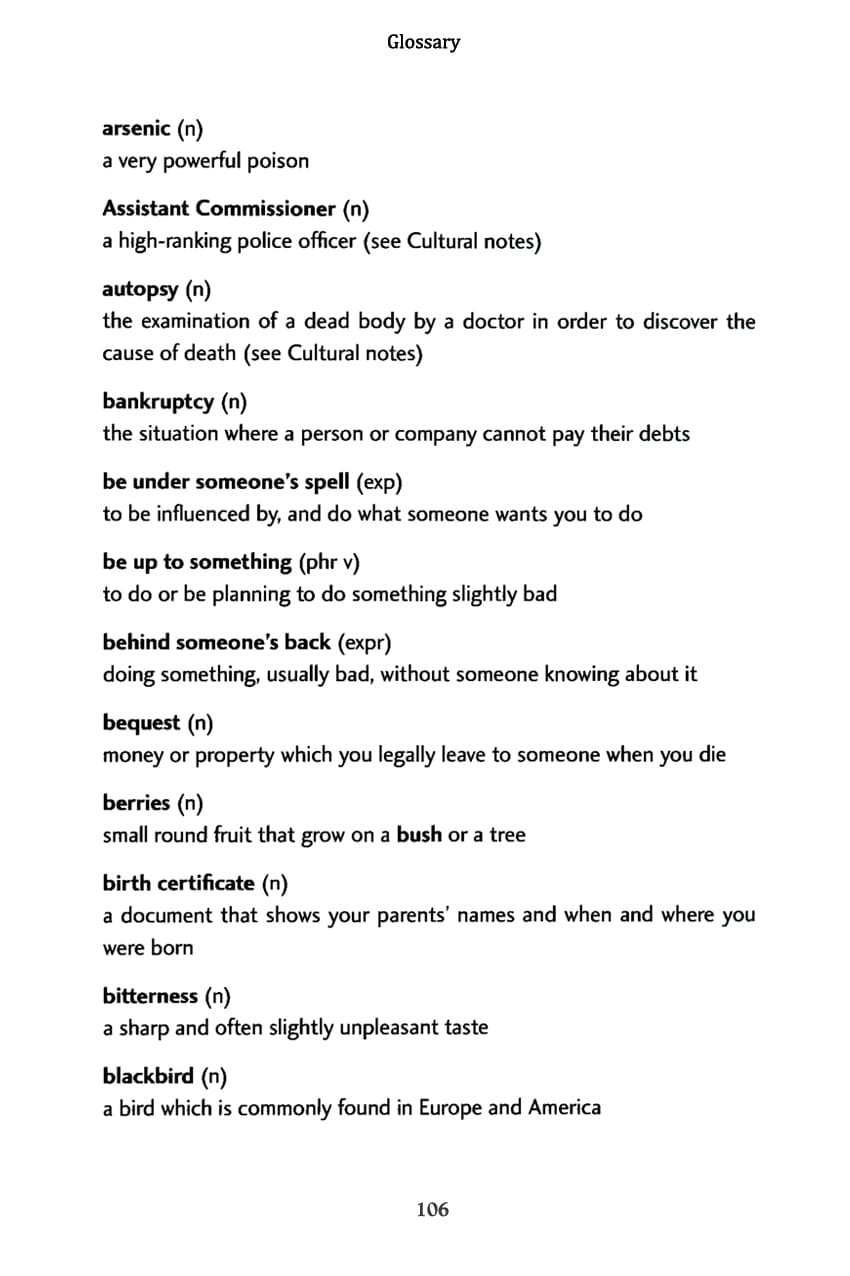 Glossary
arsenic (n)
a very powerful poison
Assistant Commissioner (n)
a high-ranking police officer (see Cultural notes)
autopsy (n)
the examination of a dead body by a doctor in order to discover the
cause of death (see Cultural notes)
bankruptcy (n)
the situation where a person or company cannot pay their debts
be under someone's spell (exp)
to be influenced by, and do what someone wants you to do
be up to something (phr v)
to do or be planning to do something slightly bad
behind someone's back (expr)
doing something, usually bad, without someone knowing about it
bequest (n)
money or property which you legally leave to someone when you die
berries (n)
small round fruit that grow on a bush or a tree
birth certificate (n)
a document that shows your parents' names and when and where you
were born
bitterness (n)
a sharp and often slightly unpleasant taste
blackbird (n)
a bird which is commonly found in Europe and America
106